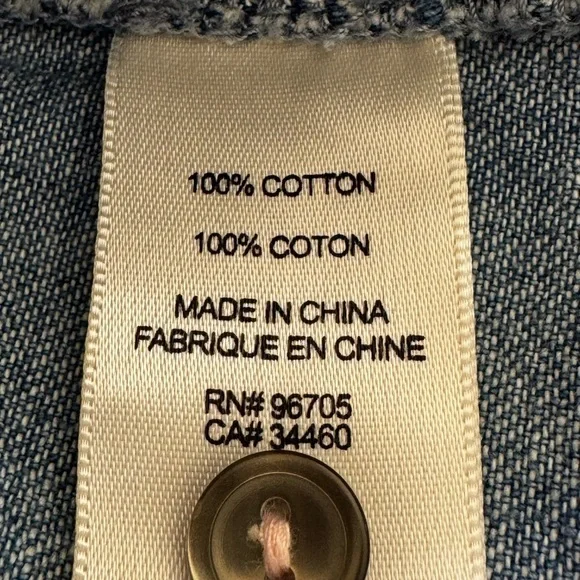 100% COTTON
100% COTON
MADE IN CHINA
FABRIQUE EN CHINE
RN# 96705
CA# 34460